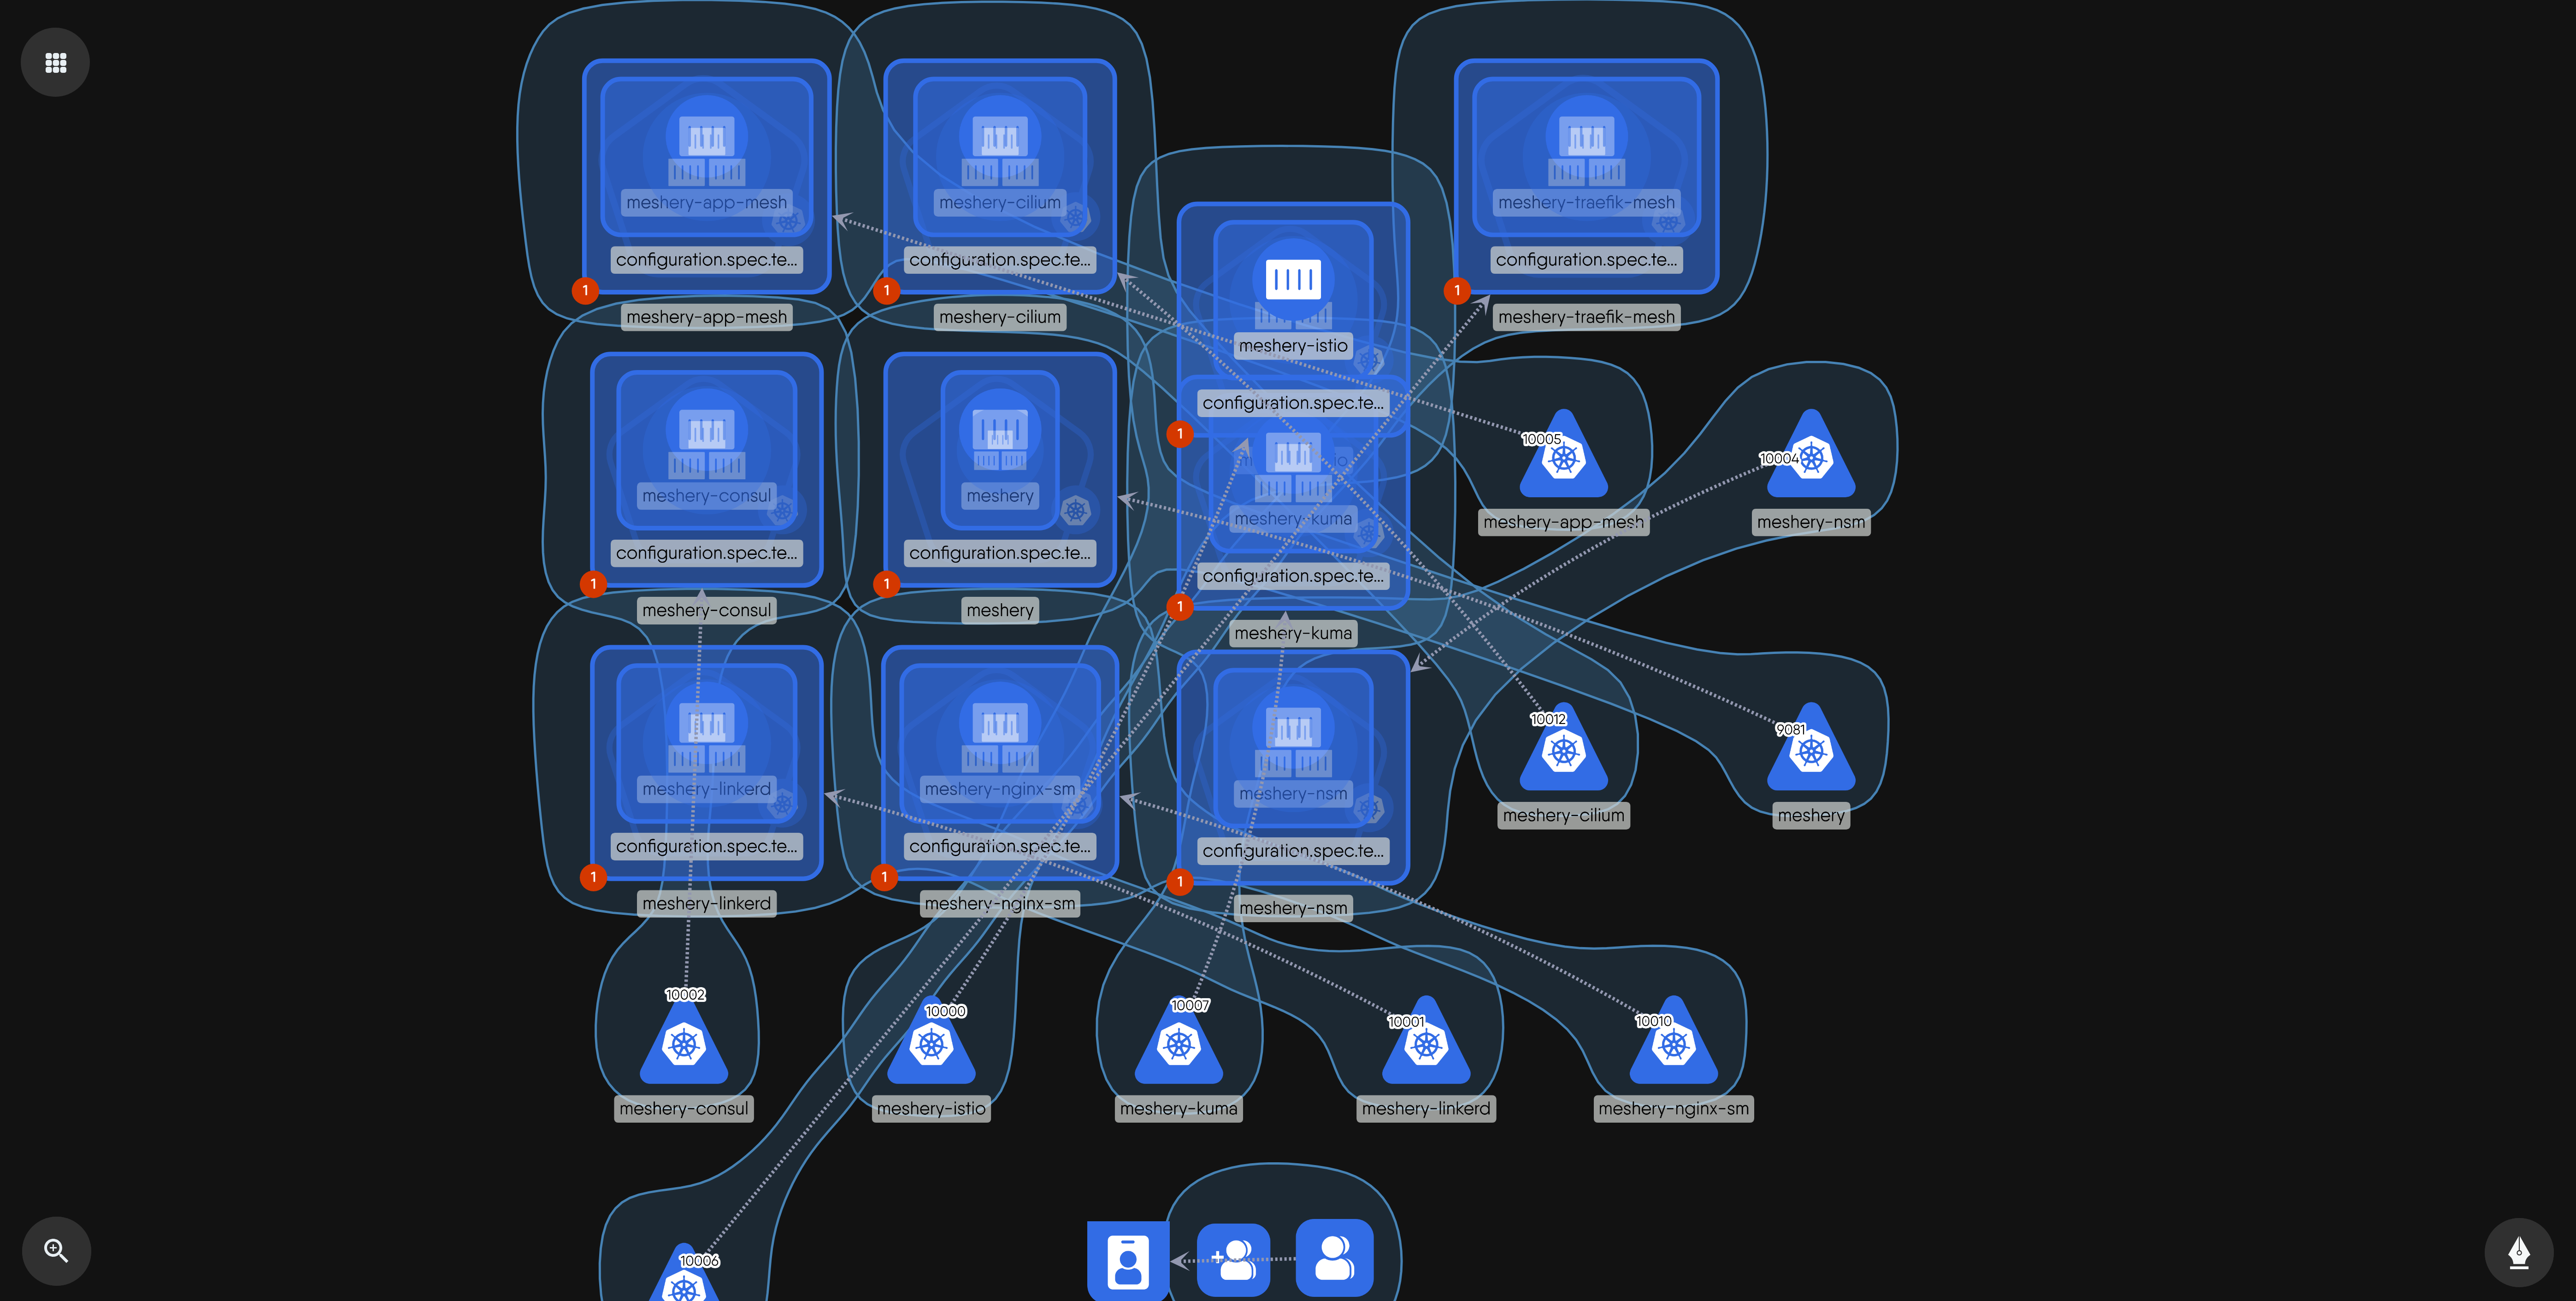 meshery-app-mesh
configuration.spec.te...
1
meshery-app-mesh
meshery-cilium
configuration.spec.te...
1
meshery-cilium
meshery-traefik-mesh
configuration.spec.te...
1
meshery-traefik-mesh
meshery-istio
configuration.spec.te...
1
meshery-consul
configuration.spec.te...
1
meshery-consul
meshery
configuration.spec.te...
1
meshery
meshery-kuma
configuration.spec.te...
1
meshery-kuma
10005
meshery-app-mesh
10004
meshery-nsm
meshery-linkerd
configuration.spec.te...
1
meshery-linkerd
meshery-nginx-sm
configuration.spec.te...
1
meshery-nginx-sm
meshery-nsm
configuration.spec.te...
1
meshery-nsm
10012
meshery-cilium
9081
meshery
10002
meshery-consul
10000
meshery-istio
10007
meshery-kuma
10001
meshery-linkerd
10010
meshery-nginx-sm
10006